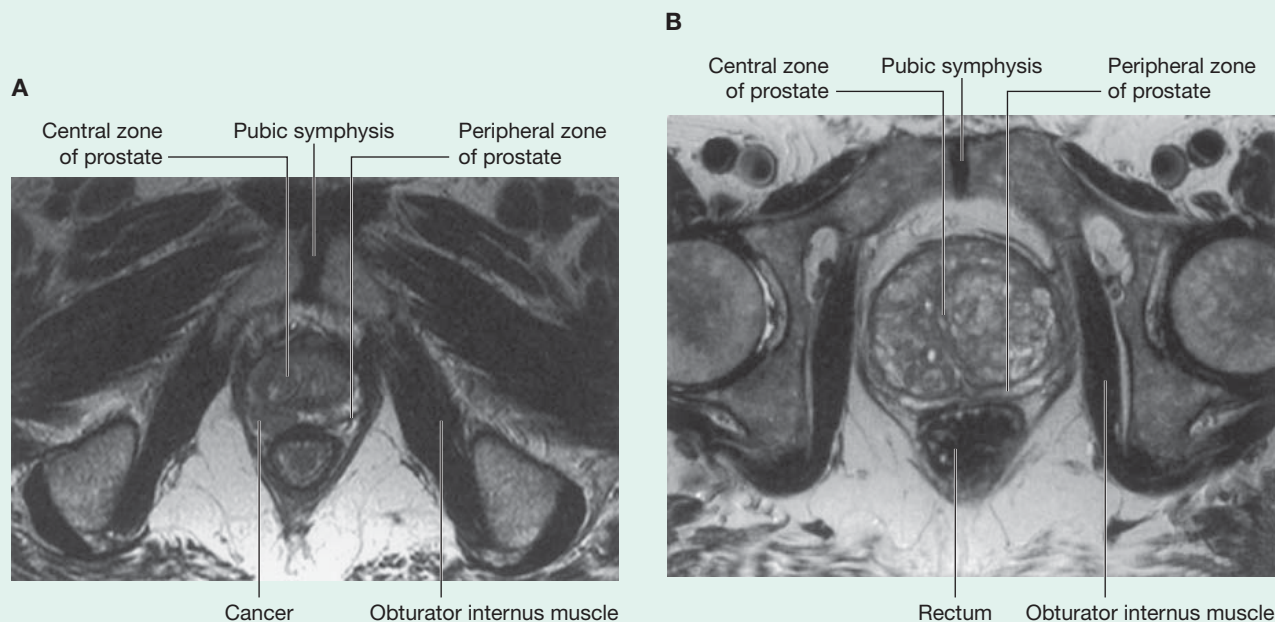 A
Central zone
of prostate
Pubic symphysis
Peripheral zone
of prostate
Cancer
Obturator internus muscle
B
Central zone
of prostate
Pubic symphysis
Peripheral zone
of prostate
Rectum
Obturator internus muscle